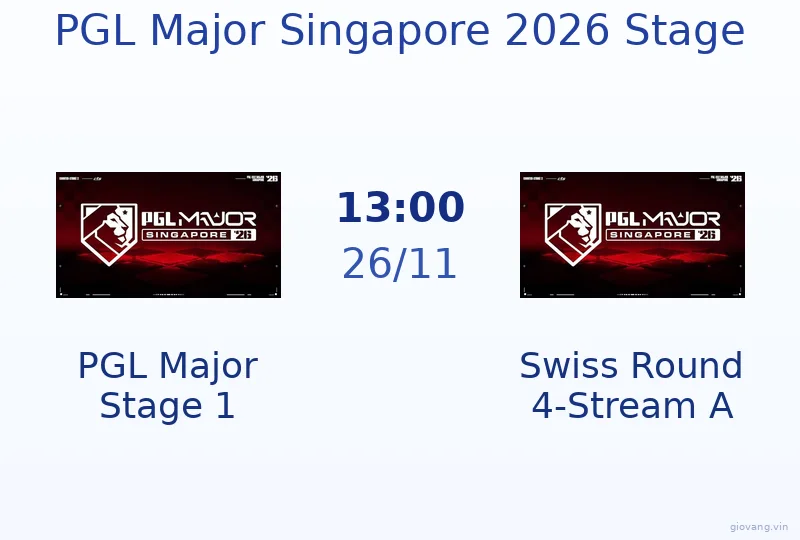 PGL Major Singapore 2026 Stage
PGL MAJOR
SINGAPORE '26
13:00
26/11
PGL MAJOR
SINGAPORE '26
PGL Major
Stage 1
Swiss Round
4-Stream A
giovang.vin